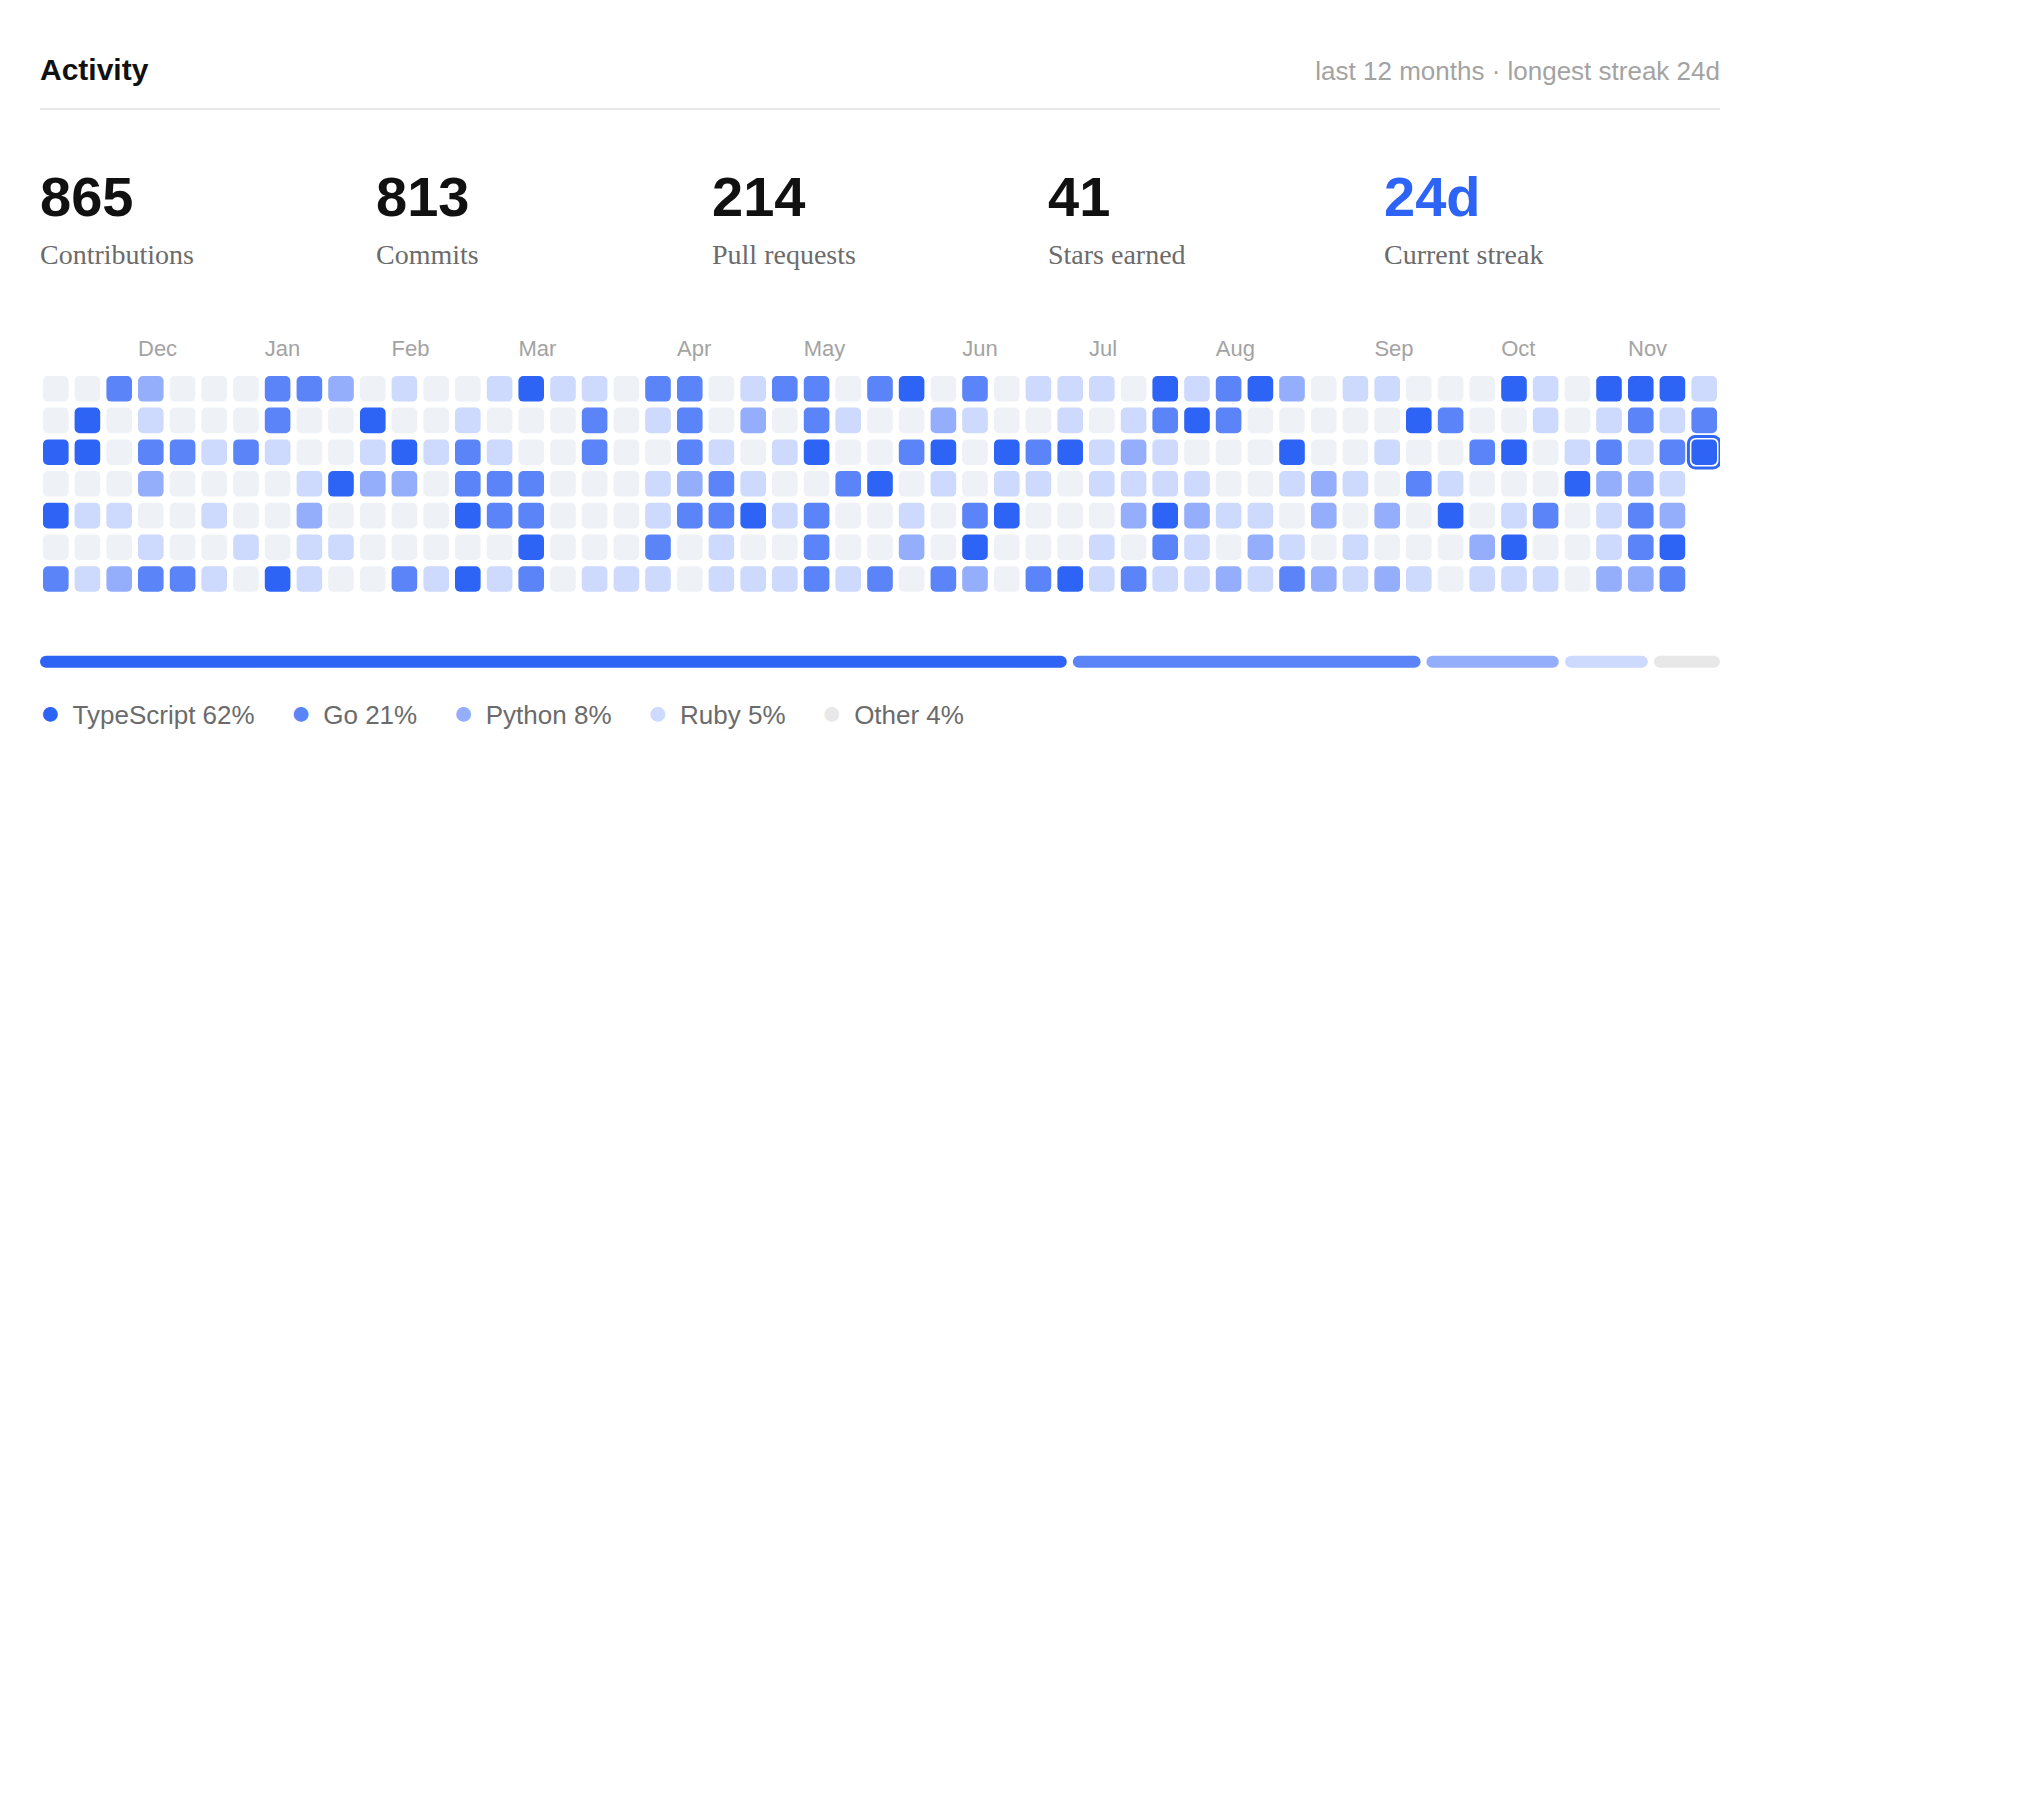 Activity
last 12 months · longest streak 24d
865
813
214
41
24d
Contributions
Commits
Pull requests
Stars earned
Current streak
Dec Jan Feb Mar Apr May Jun Jul Aug Sep Oct Nov
TypeScript 62% Go 21% Python 8% Ruby 5% Other 4%